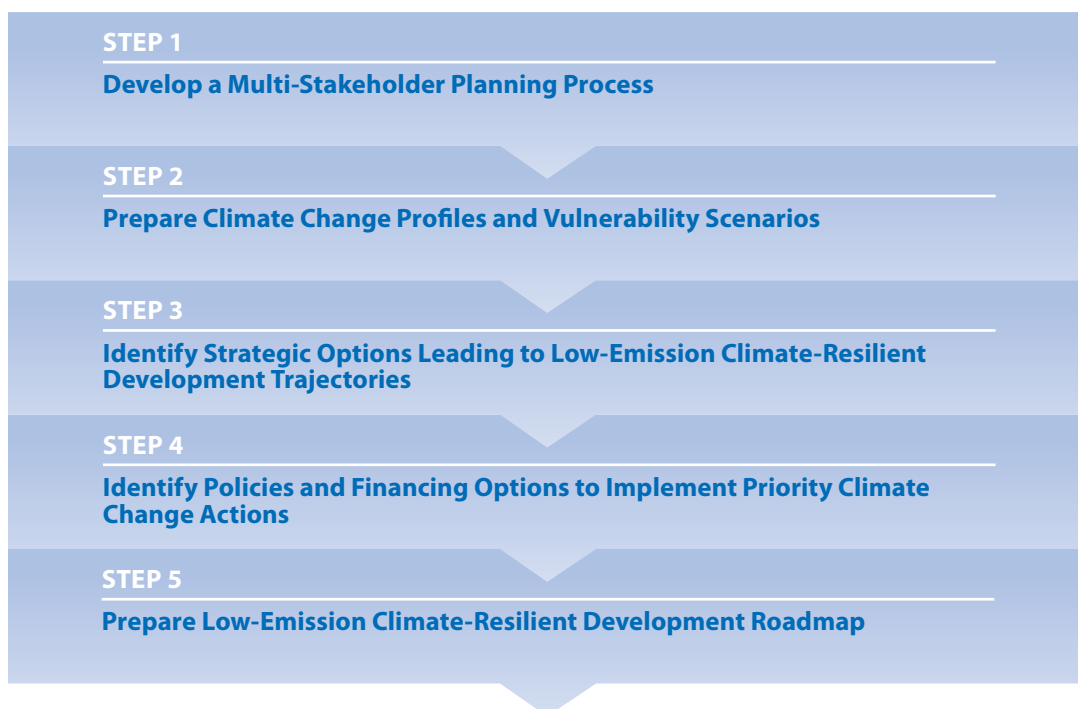 STEP 1
Develop a Multi-Stakeholder Planning Process
STEP 2
Prepare Climate Change Profiles and Vulnerability Scenarios
STEP 3
Identify Strategic Options Leading to Low-Emission Climate-Resilient
Development Trajectories
STEP 4
Identify Policies and Financing Options to Implement Priority Climate
Change Actions
STEP 5
Prepare Low-Emission Climate-Resilient Development Roadmap